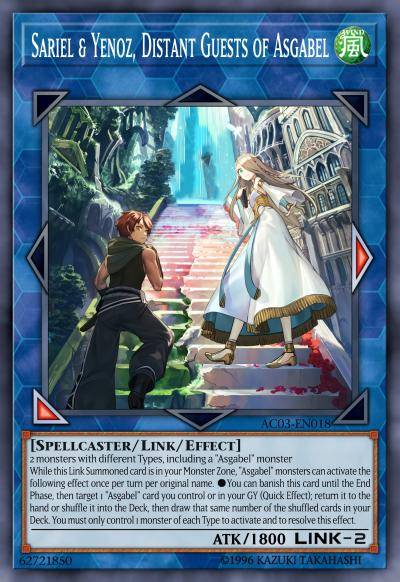 SARIEL & YENOZ, DISTANT GUESTS OF ASGABEL
WIND
風
AC03-EN018
[SPELLCASTER/LINK/EFFECT]
2 monsters with different Types, including a "Asgabel" monster
While this Link Summoned card is in your Monster Zone, "Asgabel" monsters can activate the
following effect once per turn per original name. ●You can banish this card until the End
Phase, then target 1 "Asgabel" card you control or in your GY (Quick Effect); return it to the
hand or shuffle it into the Deck, then draw that same number of the shuffled cards in your
Deck. You must only control 1 monster of each Type to activate and to resolve this effect.
ATK/1800 LINK-2
62721850
©1996 KAZUKI TAKAHASHI